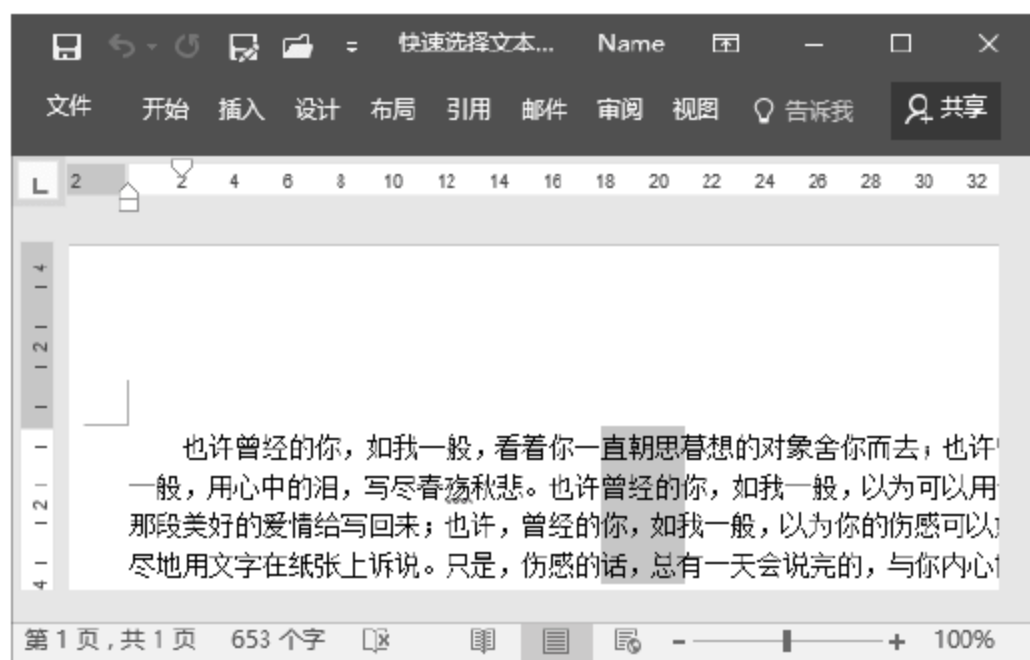 快速选择文本... Name
文件 开始 插入 设计 布局 引用 邮件 审阅 视图 告诉我 共享
L 2 2 4 6 8 10 12 14 16 18 20 22 24 26 28 30 32
4
2
也许曾经的你，如我一般，看着你一直朝思暮想的对象舍你而去；也许
一般，用心中的泪，写尽春殇秋悲。也许曾经的你，如我一般，以为可以用
2
那段美好的爱情给写回来；也许，曾经的你，如我一般，以为你的伤感可以
尽地用文字在纸张上诉说。只是，伤感的话，总有一天会说完的，与你内心
4
第1页，共1页 653个字 100%